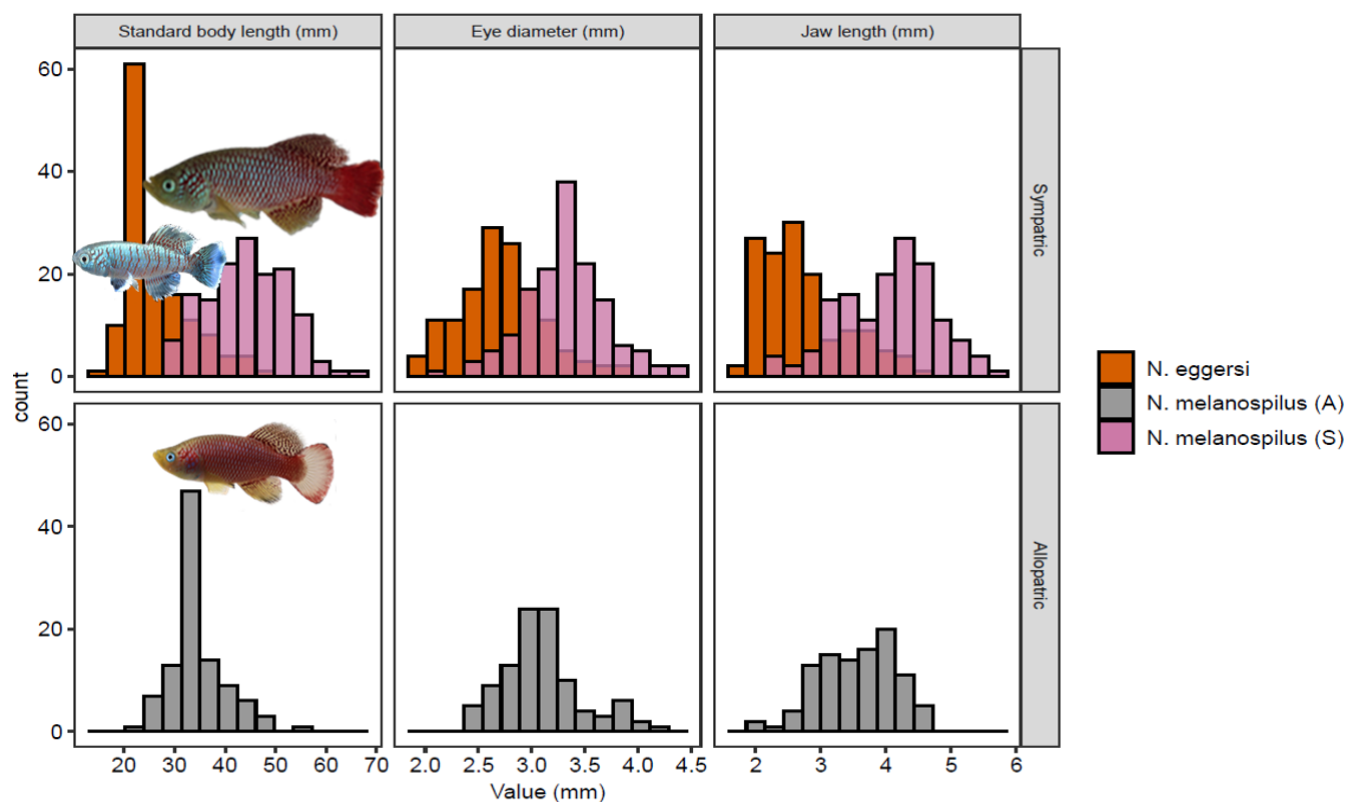 Standard body length (mm)
Eye diameter (mm)
Jaw length (mm)
60
40
20
0
Sympatric
count
60
40
20
0
Allopatric
20 30 40 50 60 70
2.0 2.5 3.0 3.5 4.0 4.5
2 3 4 5 6
Value (mm)
N. eggersi
N. melanospilus (A)
N. melanospilus (S)